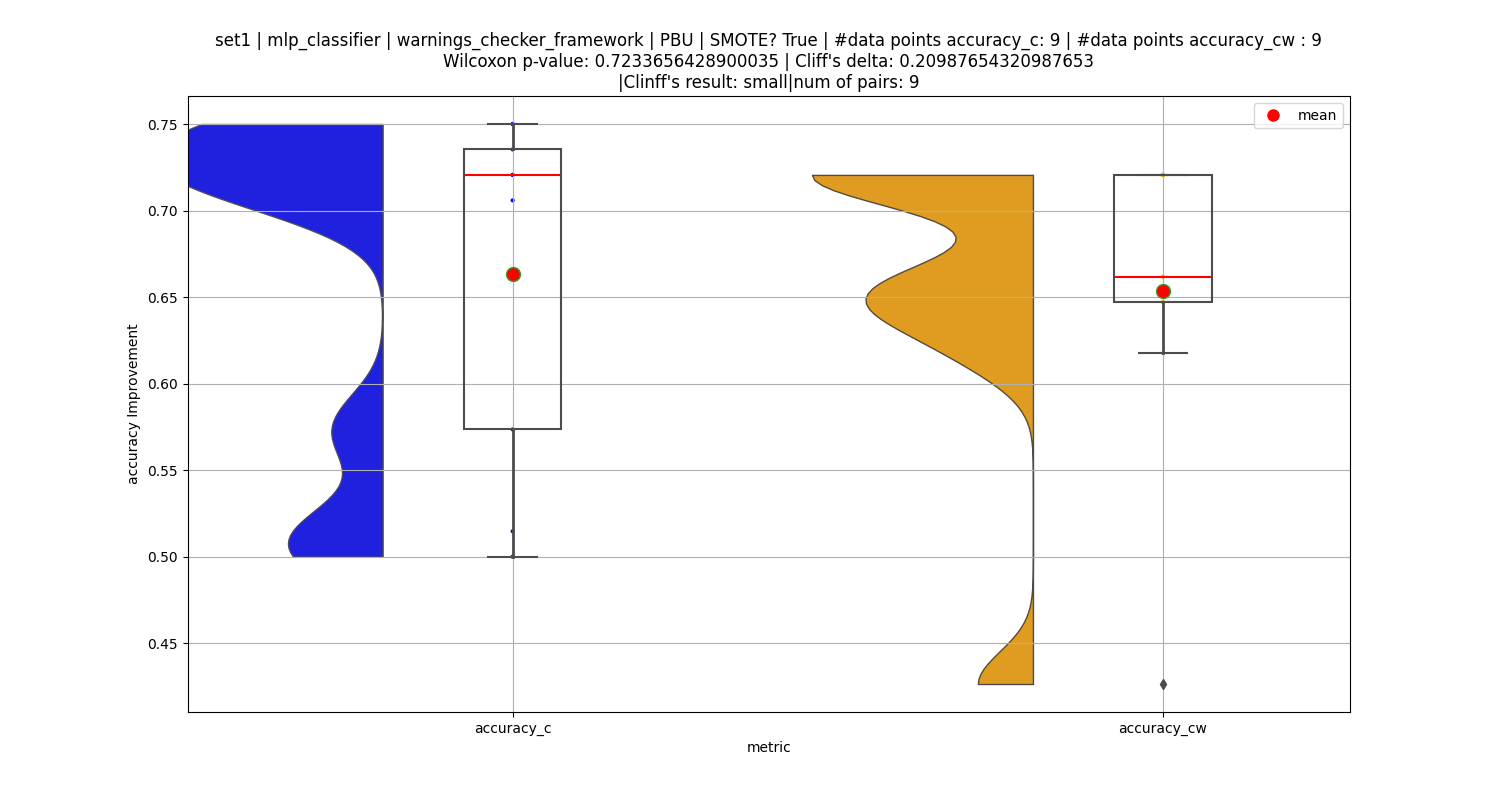 set1 | mlp_classifier | warnings_checker_framework | PBU | SMOTE? True | #data points accuracy_c: 9 | #data points accuracy_cw : 9
Wilcoxon p-value: 0.7233656428900035 | Cliff's delta: 0.20987654320987653
|Clinff's result: small|num of pairs: 9
mean
0.75
0.70
0.65
0.60
0.55
0.50
0.45
accuracy Improvement
accuracy_c
accuracy_cw
metric